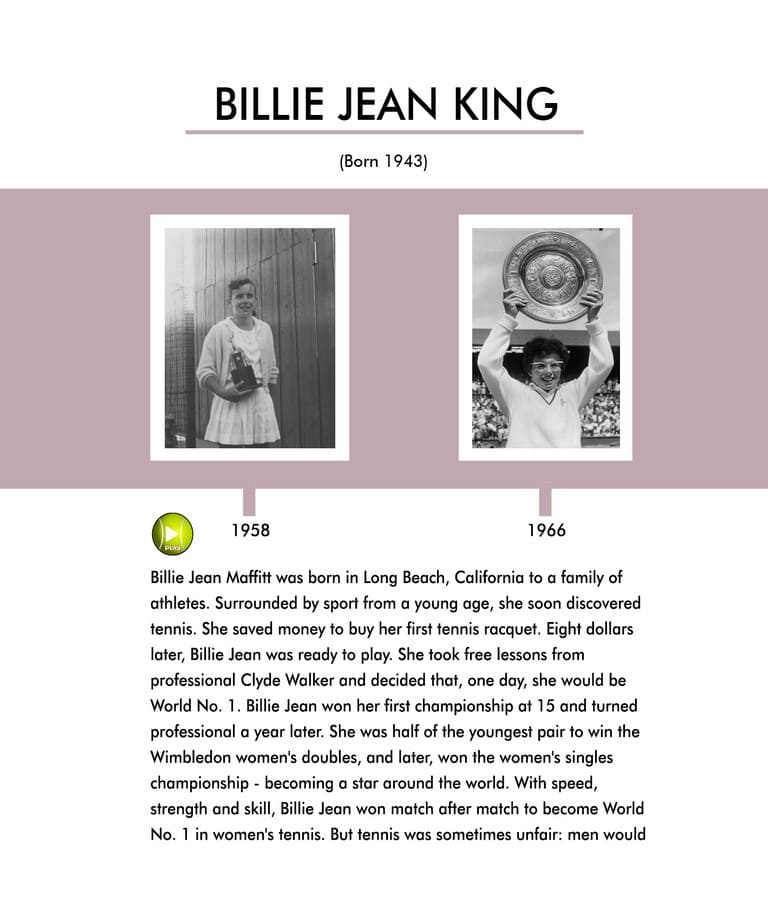 BILLIE JEAN KING
(Born 1943)
1958
1966
PLAY
Billie Jean Maffitt was born in Long Beach, California to a family of
athletes. Surrounded by sport from a young age, she soon discovered
tennis. She saved money to buy her first tennis racquet. Eight dollars
later, Billie Jean was ready to play. She took free lessons from
professional Clyde Walker and decided that, one day, she would be
World No. 1. Billie Jean won her first championship at 15 and turned
professional a year later. She was half of the youngest pair to win the
Wimbledon women's doubles, and later, won the women's singles
championship - becoming a star around the world. With speed,
strength and skill, Billie Jean won match after match to become World
No. 1 in women's tennis. But tennis was sometimes unfair: men would